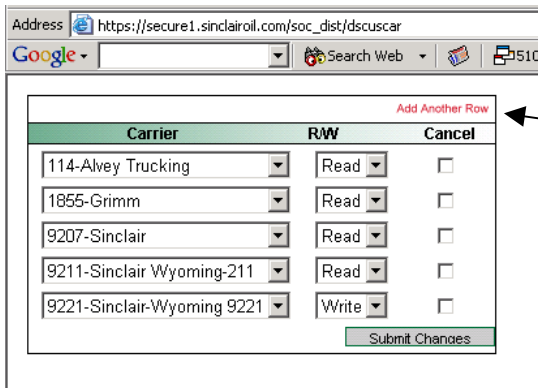 Address https://secure1.sinclairoil.com/soc_dist/dscuscar
Google Search Web 510
Add Another Row
Carrier R/W Cancel
114-Alvey Trucking Read
1855-Grimm Read
9207-Sinclair Read
9211-Sinclair Wyoming-211 Read
9221-Sinclair-Wyoming 9221 Write
Submit Changes